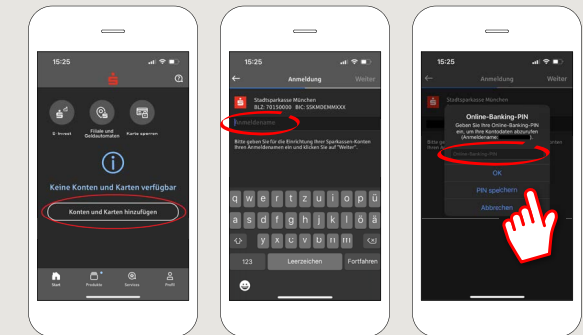 15:25
S-Invest
Filiale und
Geldautomaten
Karte sperren
Keine Konten und Karten verfügbar
Konten und Karten hinzufügen
Start
Produkte
Services
Profil
15:25
Anmeldung
Weiter
Stadtsparkasse München
BLZ: 70150000 BIC: SSKMDEMMXXX
Anmeldename
Bitte geben Sie für die Einrichtung Ihrer Sparkassen-Konten
Ihren Anmeldenamen ein und klicken Sie auf "Weiter".
q w e r t z u i o p ü
a s d f g h j k l ö ä
y x c v b n m
123
Leerzeichen
Fortfahren
15:25
Anmeldung
Weiter
Stadtsparkasse München
Online-Banking-PIN
Geben Sie Ihre Online-Banking-PIN
ein, um Ihre Kontodaten abzurufen
(Anmeldename:
Online-Banking-PIN
OK
PIN speichern
Abbrechen